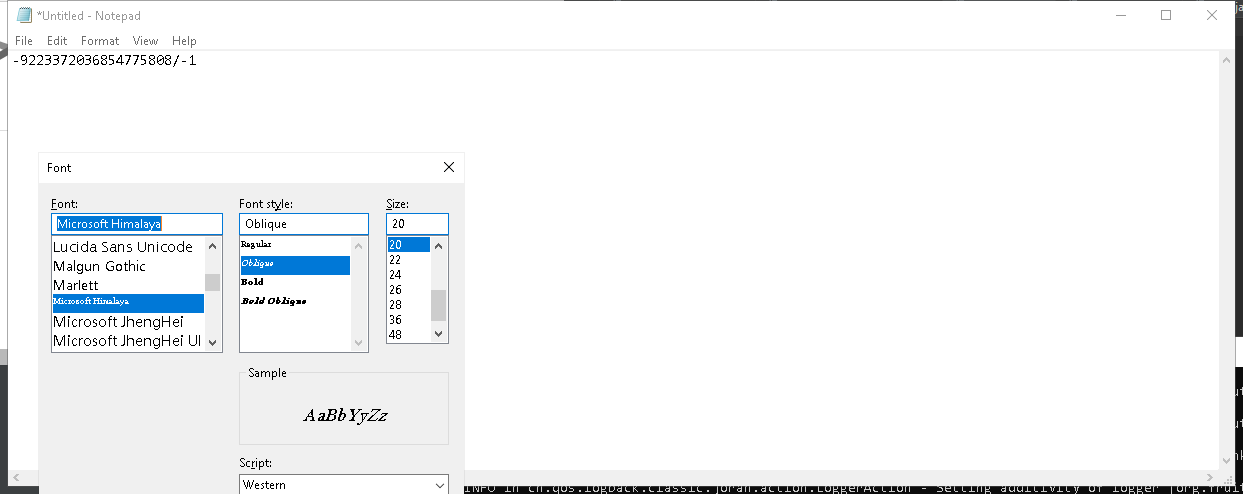 *Untitled - Notepad
File Edit Format View Help
-9223372036854775808/-1
Font
Font:
Microsoft Himalaya
Lucida Sans Unicode
Malgun Gothic
Marlett
Microsoft Himalaya
Microsoft JhengHei
Microsoft JhengHei UI
Font style:
Oblique
Regular
Oblique
Bold
Bold Oblique
Size:
20
20
22
24
26
28
36
48
Sample
AaBbYyZz
Script:
Western
INFO in ch.qos.logback.classic.joran.action.LoggerAction - Setting additivity of logger